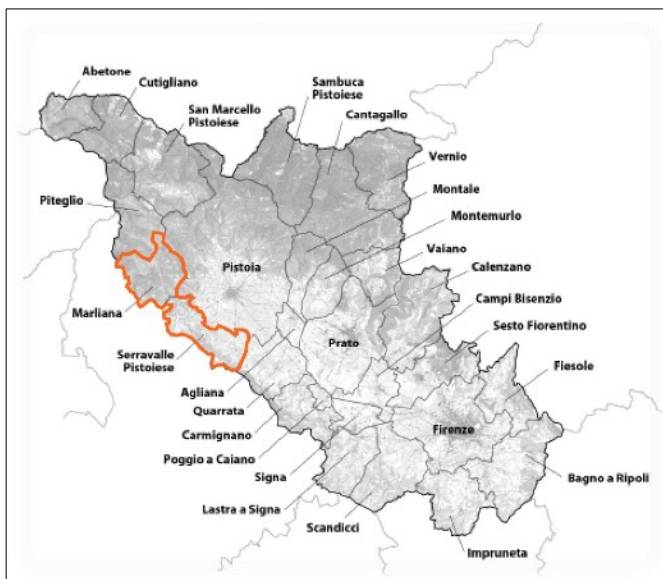 Abetone
Cutigliano
San Marcello
Pistoiese
Sambuca
Pistoiese
Cantagallo
Vernio
Montale
Montemurlo
Vaiano
Calenzano
Campi Bisenzio
Sesto Fiorentino
Fiesole
Piteglio
Pistoia
Marliana
Serravalle
Pistoiese
Prato
Agliana
Quarrata
Carmignano
Poggio a Caiano
Signa
Lastra a Signa
Scandicci
Firenze
Bagno a Ripoli
Impruneta